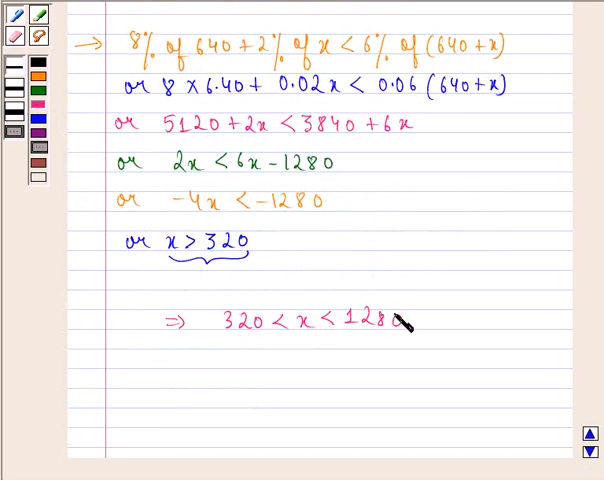 → 8% of 640 + 2% of x < 6% of (640 + x)
or 8 × 6.40 + 0.02x < 0.06 (640 + x)
or 5120 + 2x < 3840 + 6x
or 2x < 6x - 1280
or -4x < -1280
or x > 320
⇒ 320 < x < 1280